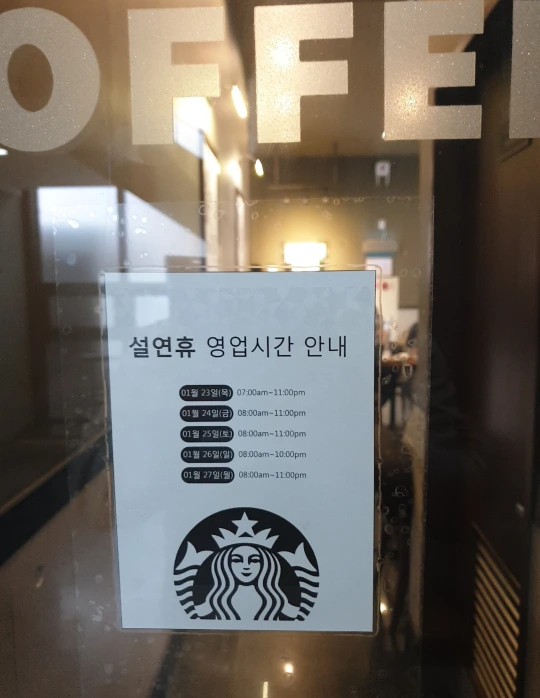 OFFEE
설연휴 영업시간 안내
01월 23일(목) 07:00am~11:00pm
01월 24일(금) 08:00am~11:00pm
01월 25일(토) 08:00am~11:00pm
01월 26일(일) 08:00am~10:00pm
01월 27일(월) 08:00am~11:00pm